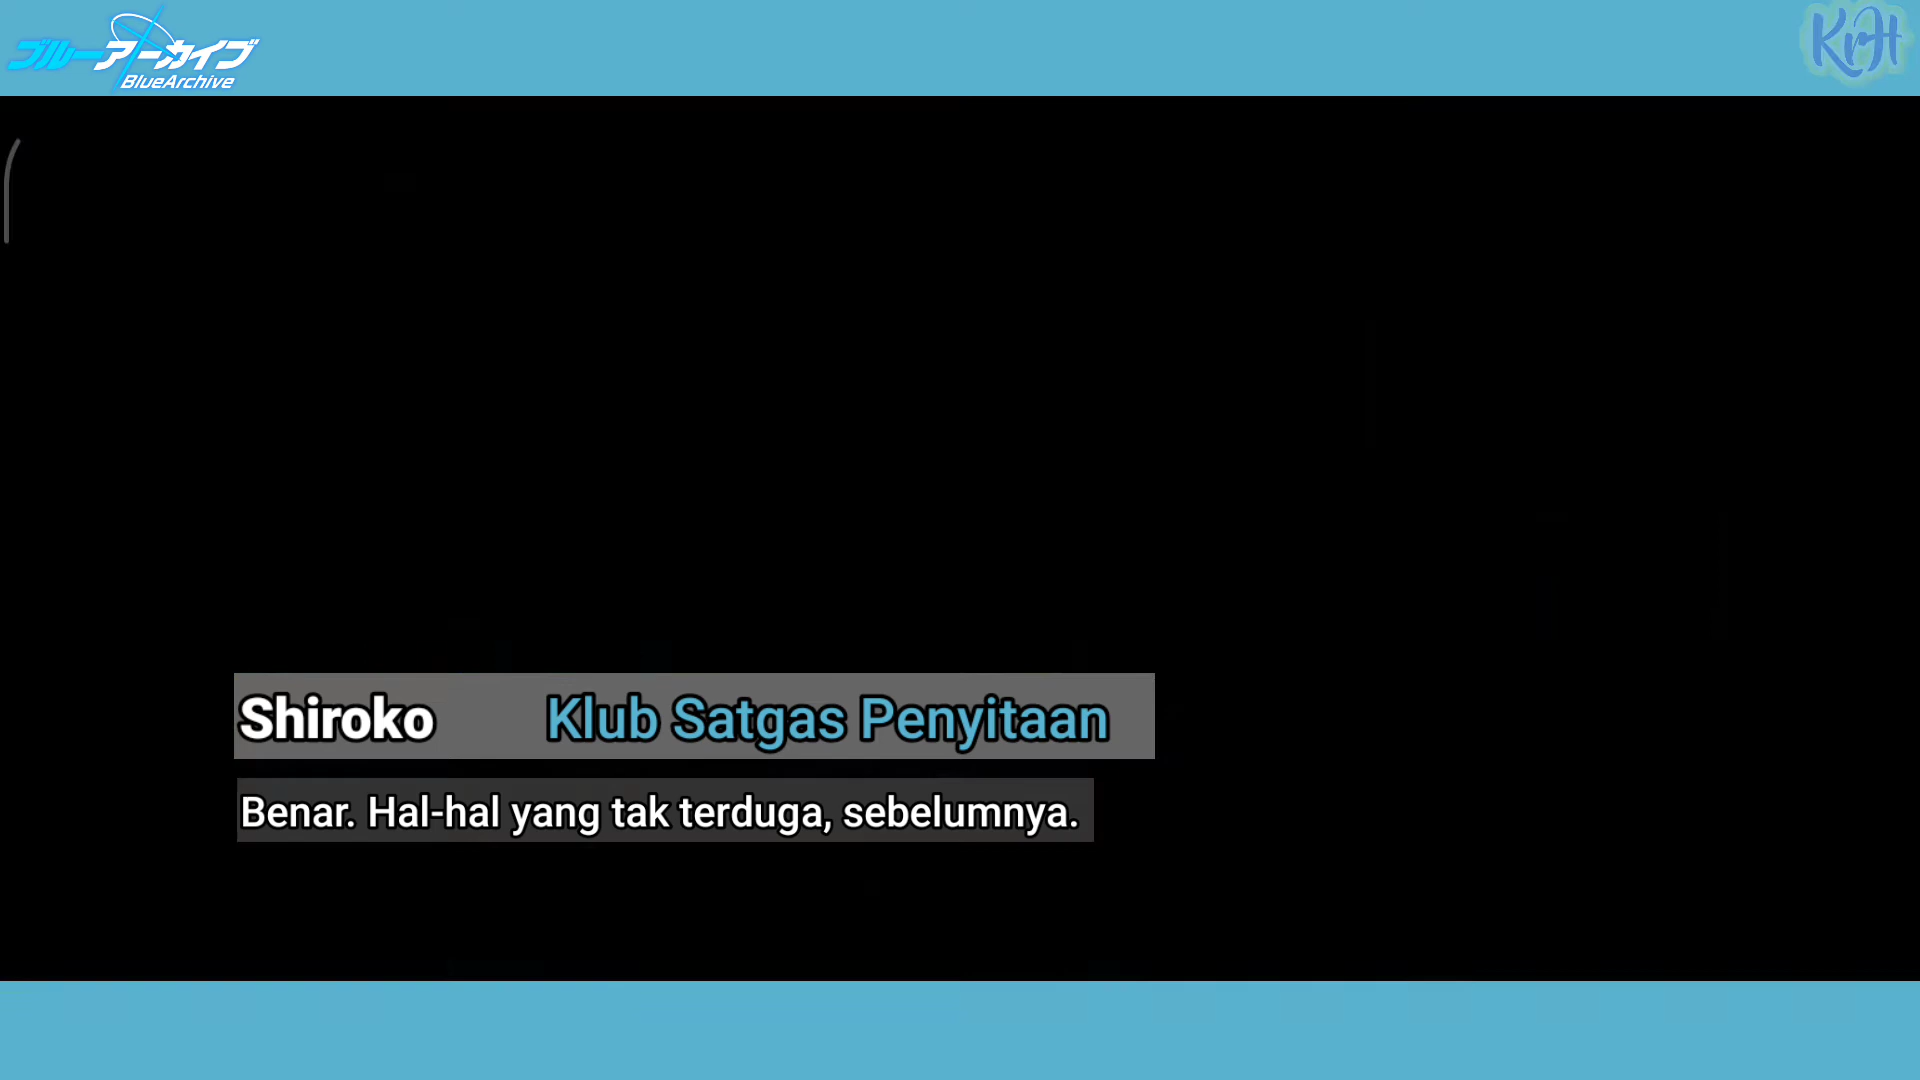 ブルーアーカイブ
BlueArchive
KrH
Shiroko Klub Satgas Penyitaan
Benar. Hal-hal yang tak terduga, sebelumnya.